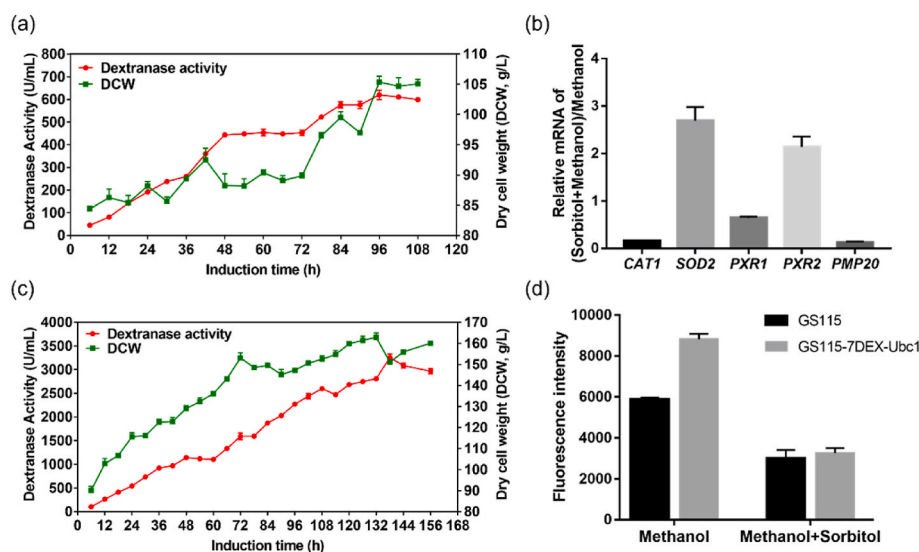 (a)
Dextranase Activity (U/mL)
800
700
600
500
400
300
200
100
0
Dextranase activity
DCW
110
105
100
95
90
85
80
Dry cell weight (DCW, g/L)
0 12 24 36 48 60 72 84 96 108 120
Induction time (h)
(b)
Relative mRNA of
(Sorbitol+Methanol)/Methanol
4
3
2
1
0
CAT1 SOD2 PXR1 PXR2 PMP20
(c)
Dextranase Activity (U/mL)
4000
3500
3000
2500
2000
1500
1000
500
0
Dextranase activity
DCW
170
160
150
140
130
120
110
100
90
80
Dry cell weight (DCW, g/L)
0 12 24 36 48 60 72 84 96 108 120 132 144 156 168
Induction time (h)
(d)
Fluorescence intensity
10000
8000
6000
4000
2000
0
GS115
GS115-7DEX-Ubc1
Methanol Methanol+Sorbitol